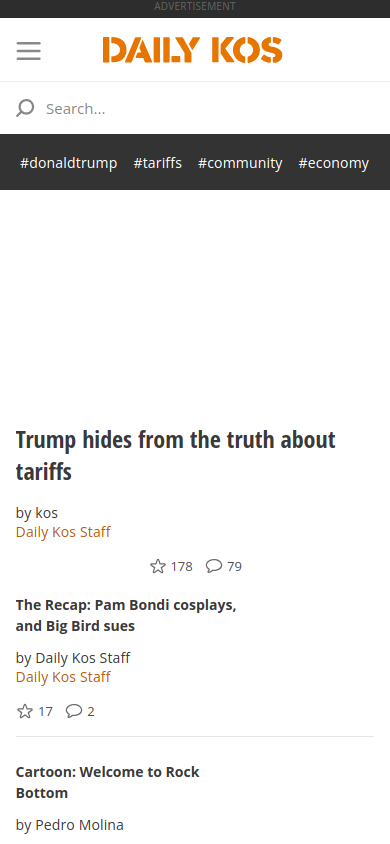 ADVERTISEMENT
DAILY KOS
Search...
#donaldtrump #tariffs #community #economy
Trump hides from the truth about
tariffs
by kos
Daily Kos Staff
178 79
The Recap: Pam Bondi cosplays,
and Big Bird sues
by Daily Kos Staff
Daily Kos Staff
17 2
Cartoon: Welcome to Rock
Bottom
by Pedro Molina